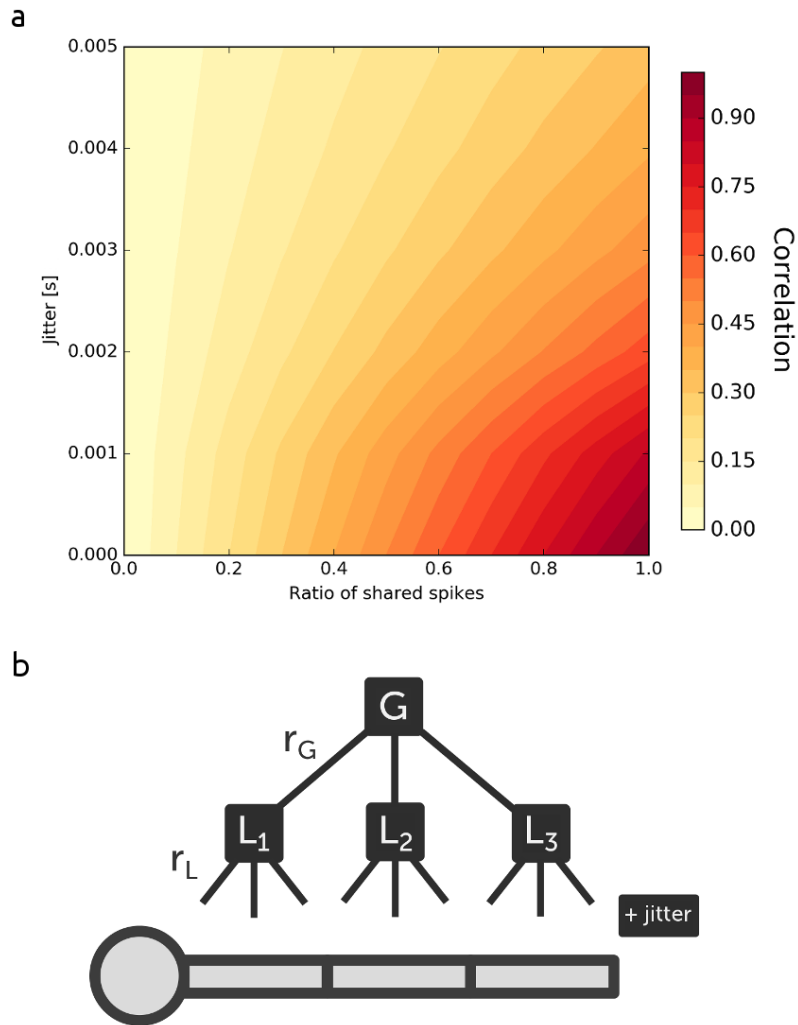 a
0.005
0.004
0.003
0.002
0.001
0.000
Jitter [s]
0.0 0.2 0.4 0.6 0.8 1.0
Ratio of shared spikes
0.90
0.75
0.60
0.45
0.30
0.15
0.00
Correlation
b
G
rG
L1 L2 L3
rL
+ jitter